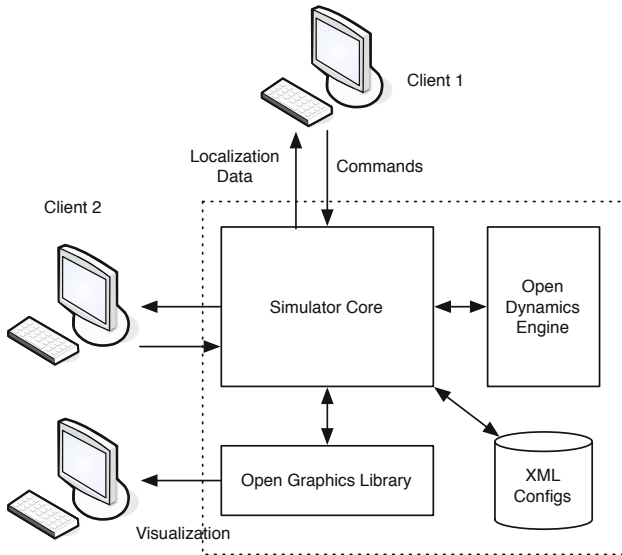 Client 1
Localization
Data
Commands
Client 2
Simulator Core
Open
Dynamics
Engine
Open Graphics Library
XML
Configs
Visualization